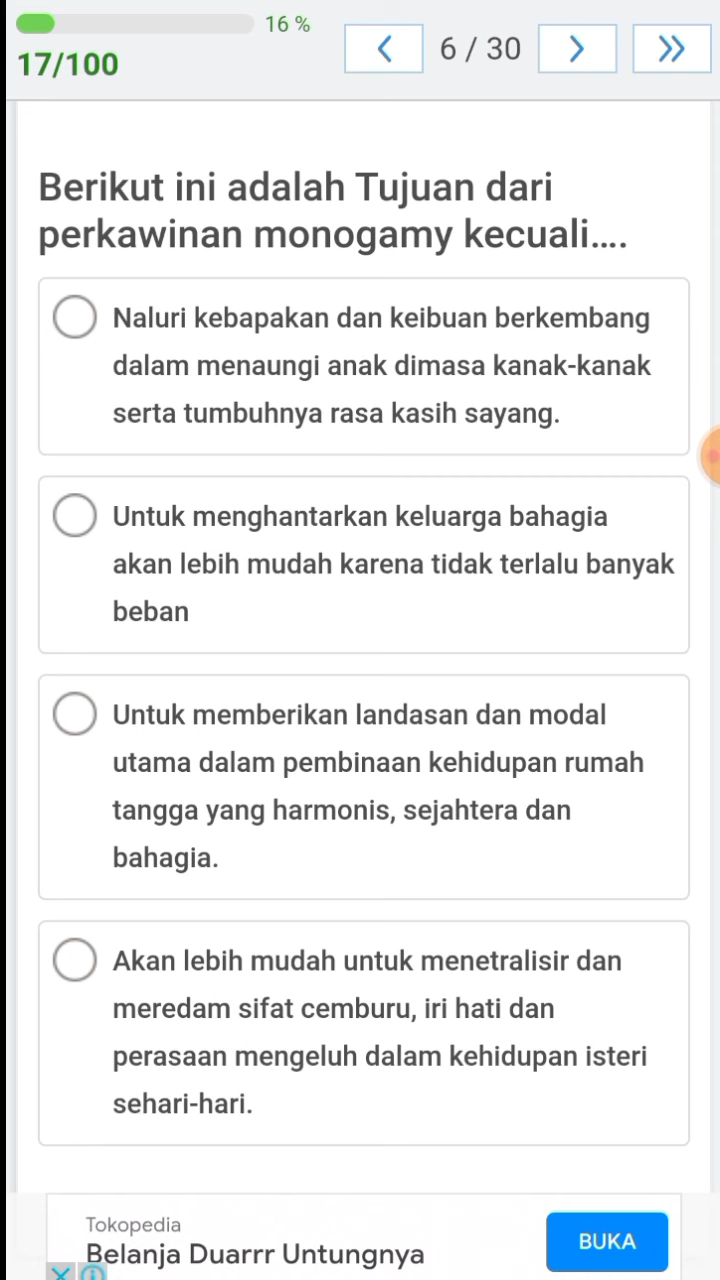 16 %
17/100
6 / 30
Berikut ini adalah Tujuan dari
perkawinan monogamy kecuali....
Naluri kebapakan dan keibuan berkembang
dalam menaungi anak dimasa kanak-kanak
serta tumbuhnya rasa kasih sayang.
Untuk menghantarkan keluarga bahagia
akan lebih mudah karena tidak terlalu banyak
beban
Untuk memberikan landasan dan modal
utama dalam pembinaan kehidupan rumah
tangga yang harmonis, sejahtera dan
bahagia.
Akan lebih mudah untuk menetralisir dan
meredam sifat cemburu, iri hati dan
perasaan mengeluh dalam kehidupan isteri
sehari-hari.
Tokopedia
Belanja Duarrr Untungnya
BUKA